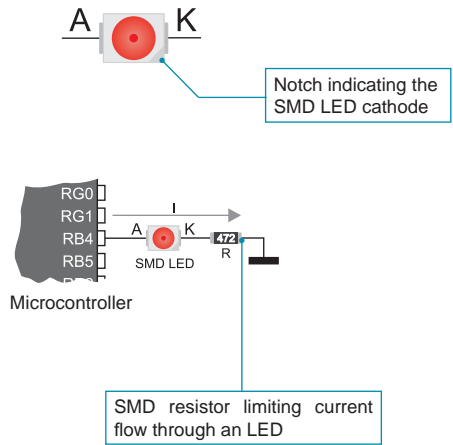 A K
Notch indicating the
SMD LED cathode
RG0
RG1
I
RB4
A K
472
RB5
SMD LED
R
Microcontroller
SMD resistor limiting current
flow through an LED